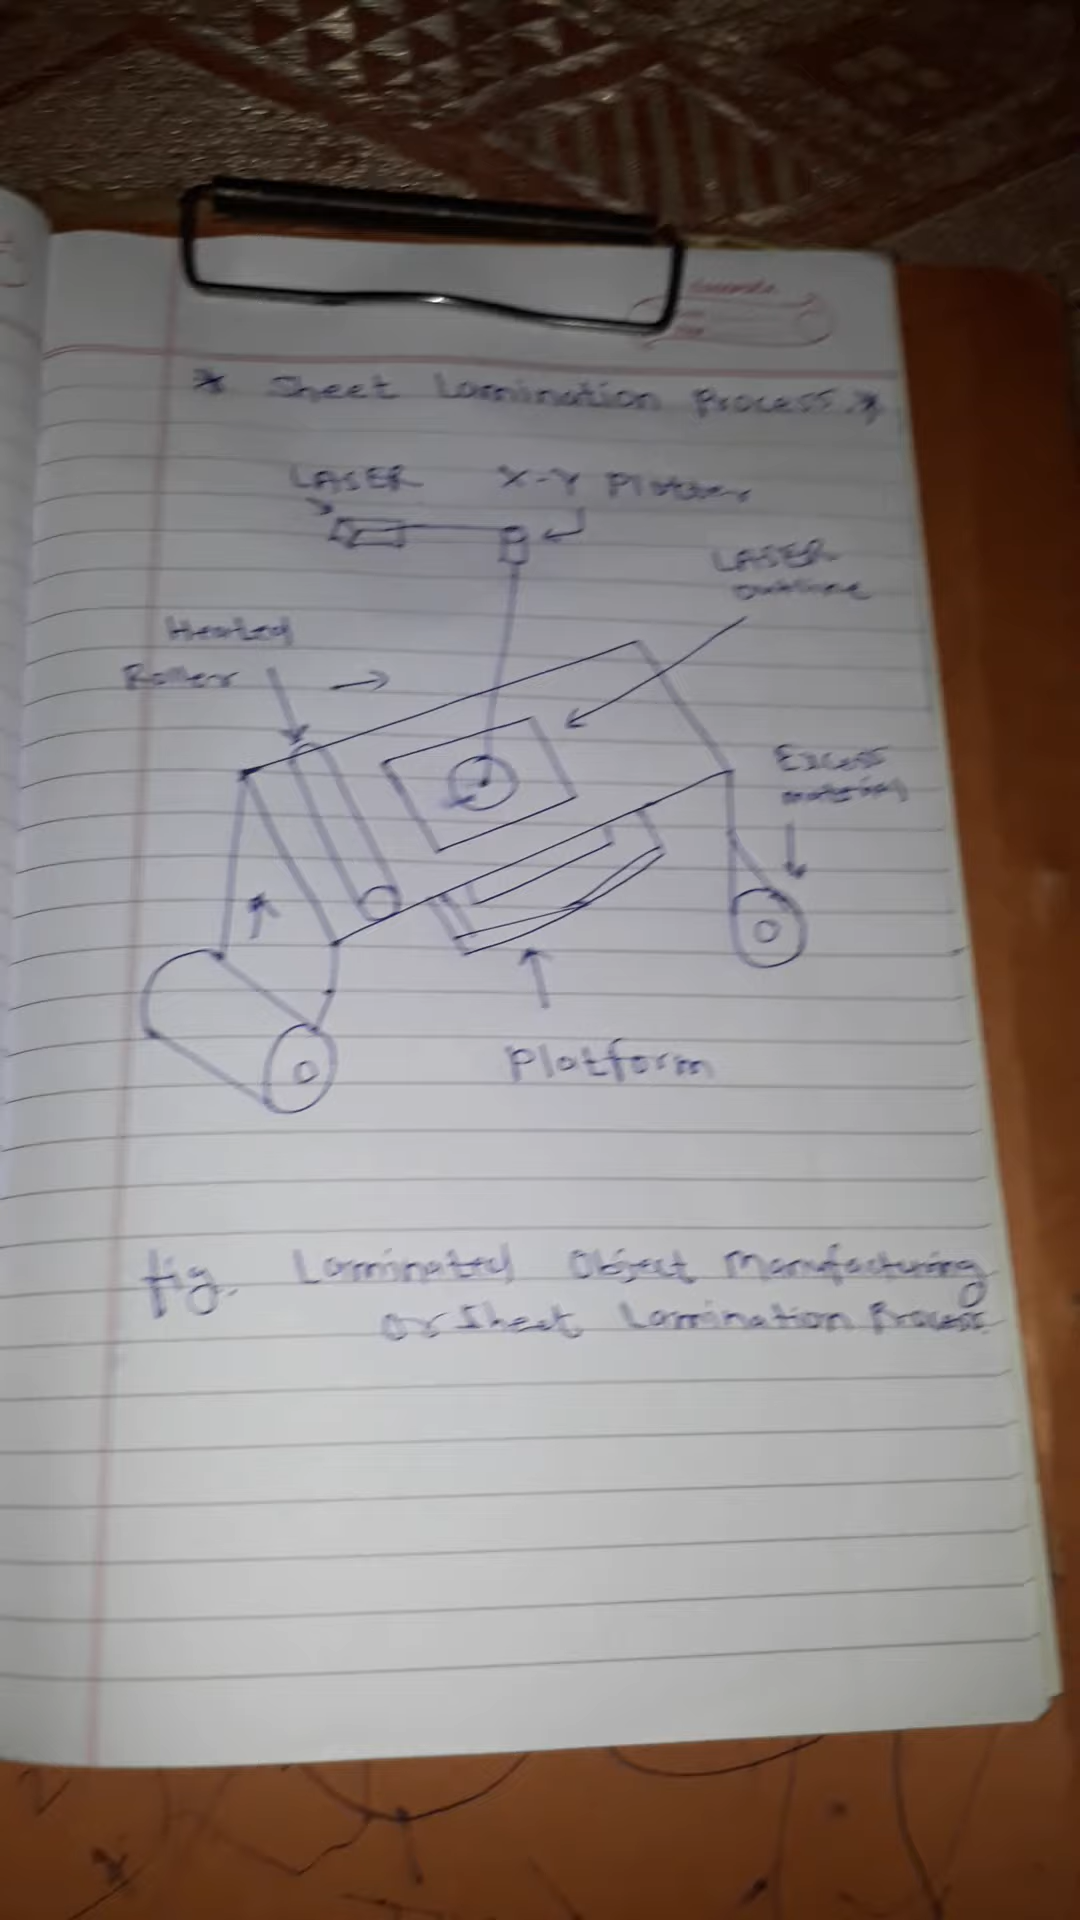 * Sheet Lamination Process *
LASER X-Y Plotter
LASER
outline
Heated
Roller
Excess
material
Platform
fig. Laminated Object Manufacturing
or Sheet Lamination Process